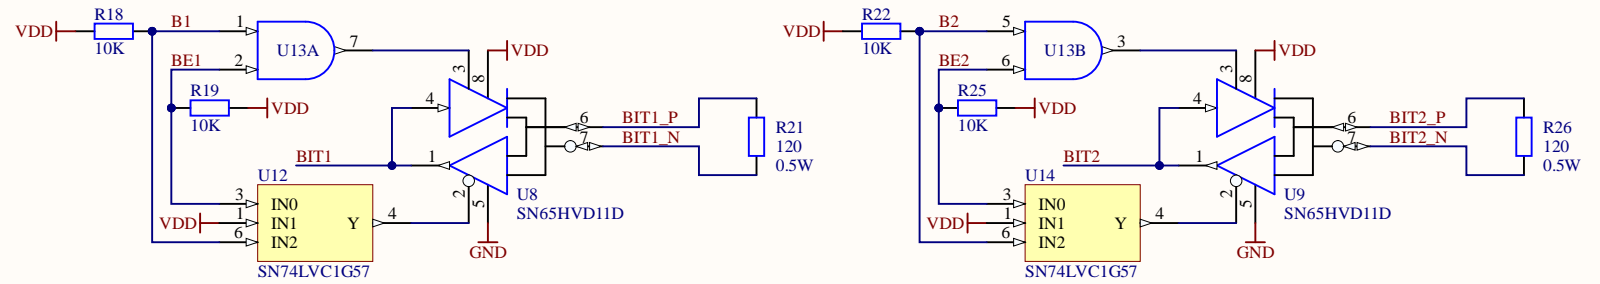 VDD R18 10K B1 1 U13A 7
BE1 2
R19 10K VDD
3 8 VDD
4
6 BIT1_P
7 BIT1_N
R21
120
0.5W
BIT1 1
U12
3 IN0
VDD 1 IN1 Y 4
6 IN2
SN74LVC1G57
2 5
U8
SN65HVD11D
GND
VDD R22 10K B2 5 U13B 3
BE2 6
R25 10K VDD
3 8 VDD
4
6 BIT2_P
7 BIT2_N
R26
120
0.5W
BIT2 1
U14
3 IN0
VDD 1 IN1 Y 4
6 IN2
SN74LVC1G57
2 5
U9
SN65HVD11D
GND